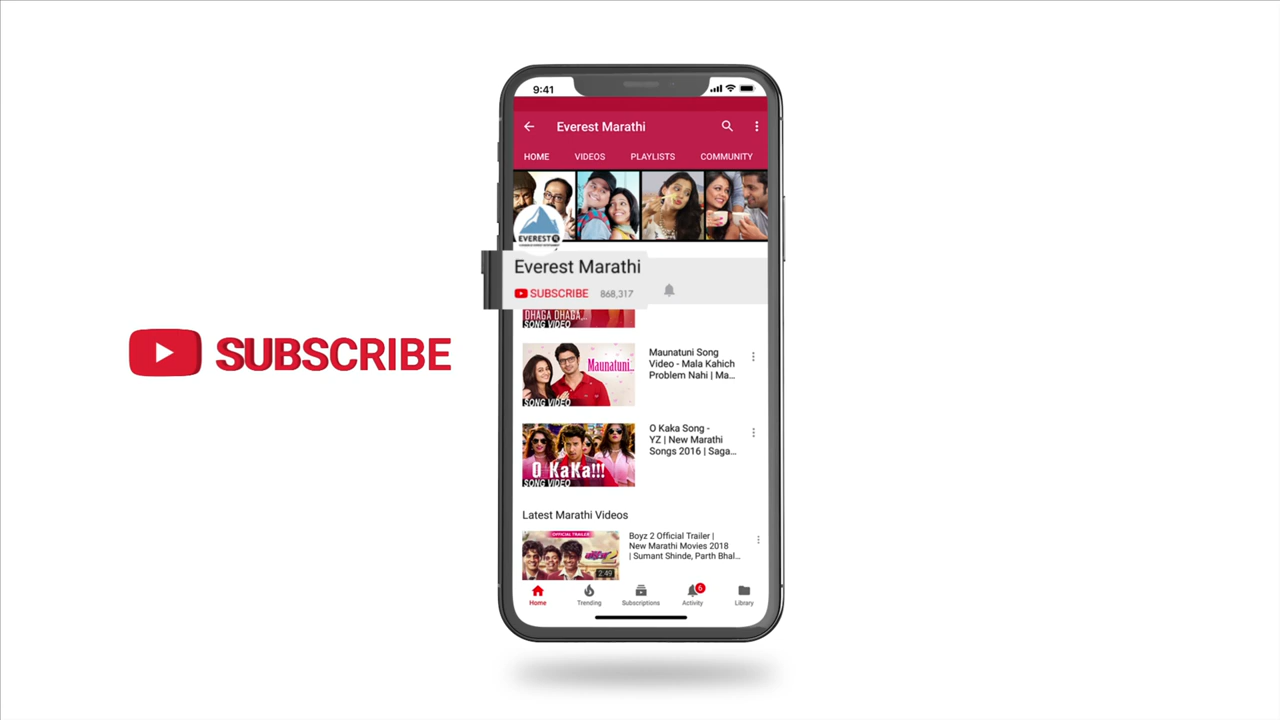 9:41
Everest Marathi
HOME VIDEOS PLAYLISTS COMMUNITY
EVEREST
Everest Marathi
SUBSCRIBE 868,317
DHAGA DHAGA...
SONG VIDEO
SUBSCRIBE
Maunatuni...
SONG VIDEO
Maunatuni Song
Video - Mala Kahich
Problem Nahi | Ma...
O KaKa!!!
SONG VIDEO
O Kaka Song -
YZ | New Marathi
Songs 2016 | Saga...
Latest Marathi Videos
OFFICIAL TRAILER
2:49
Boyz 2 Official Trailer |
New Marathi Movies 2018
| Sumant Shinde, Parth Bhal...
6
Home Trending Subscriptions Activity Library